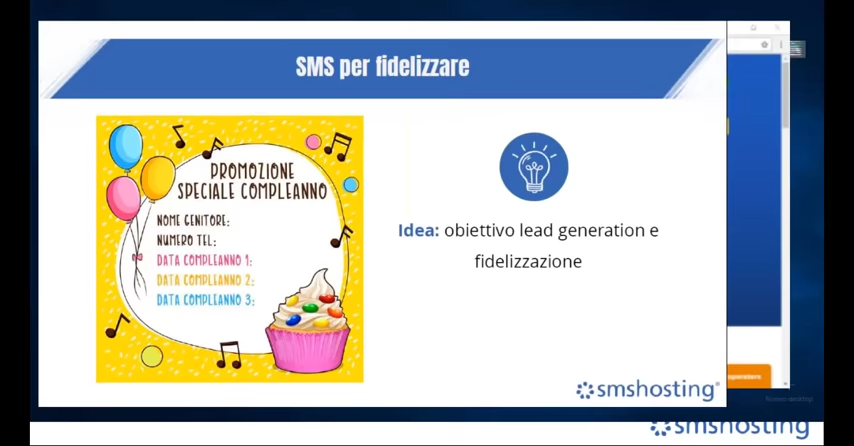 SMS per fidelizzare
PROMOZIONE
SPECIALE COMPLEANNO
NOME GENITORE:
NUMERO TEL:
DATA COMPLEANNO 1:
DATA COMPLEANNO 2:
DATA COMPLEANNO 3:
Idea: obiettivo lead generation e
fidelizzazione
smshosting®
smshosting